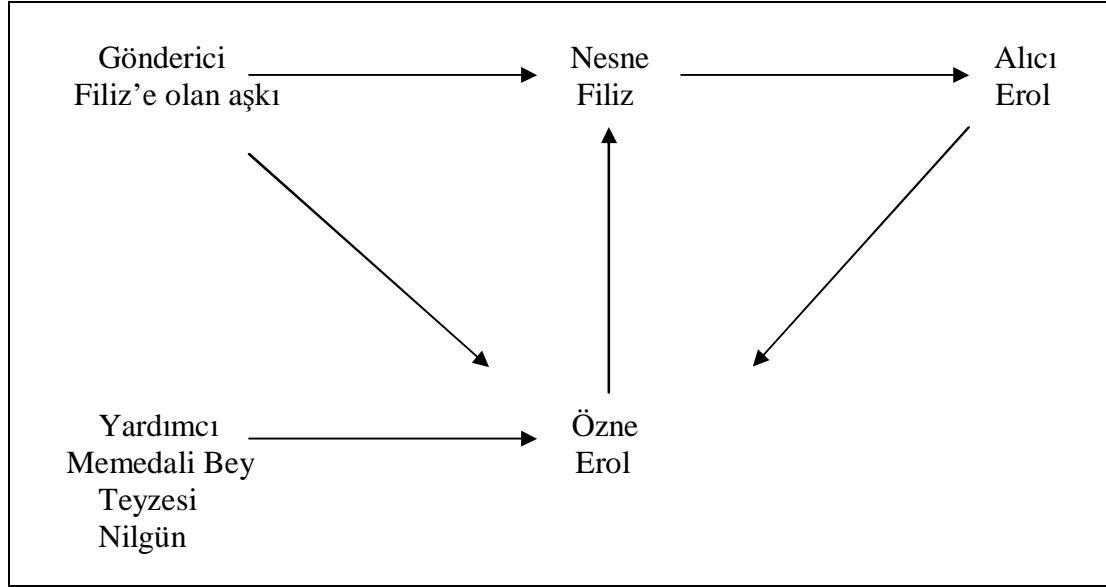 Gönderici
Filiz’e olan aşkı
Nesne
Filiz
Alıcı
Erol
Yardımcı
Memedali Bey
Teyzesi
Nilgün
Özne
Erol